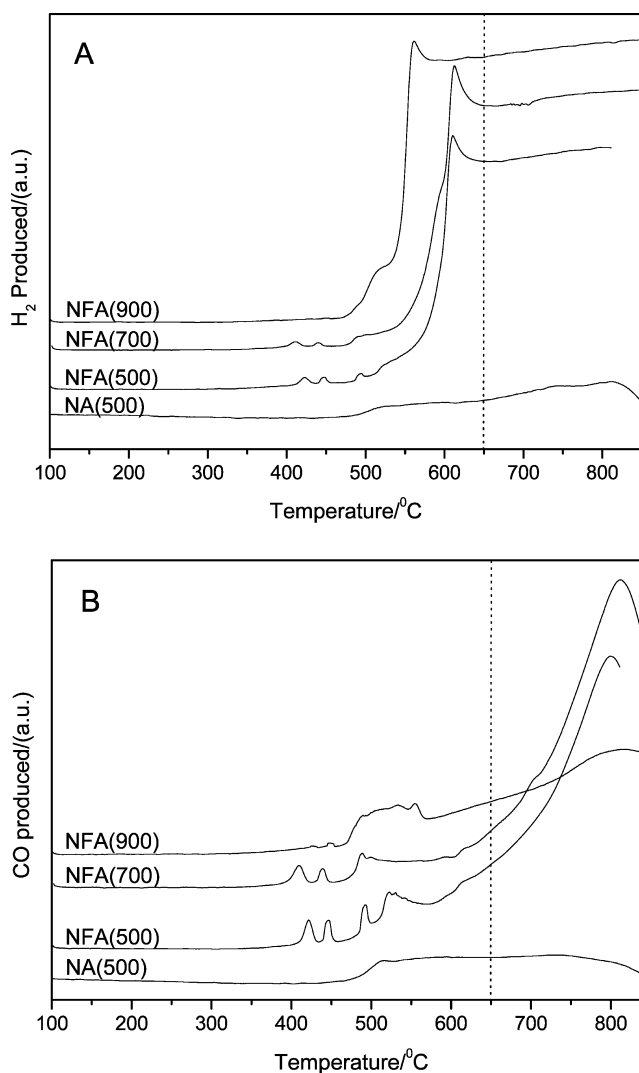 A
H₂ Produced/(a.u.)
NFA(900)
NFA(700)
NFA(500)
NA(500)
100 200 300 400 500 600 700 800
Temperature/⁰C
B
CO produced/(a.u.)
NFA(900)
NFA(700)
NFA(500)
NA(500)
100 200 300 400 500 600 700 800
Temperature/⁰C